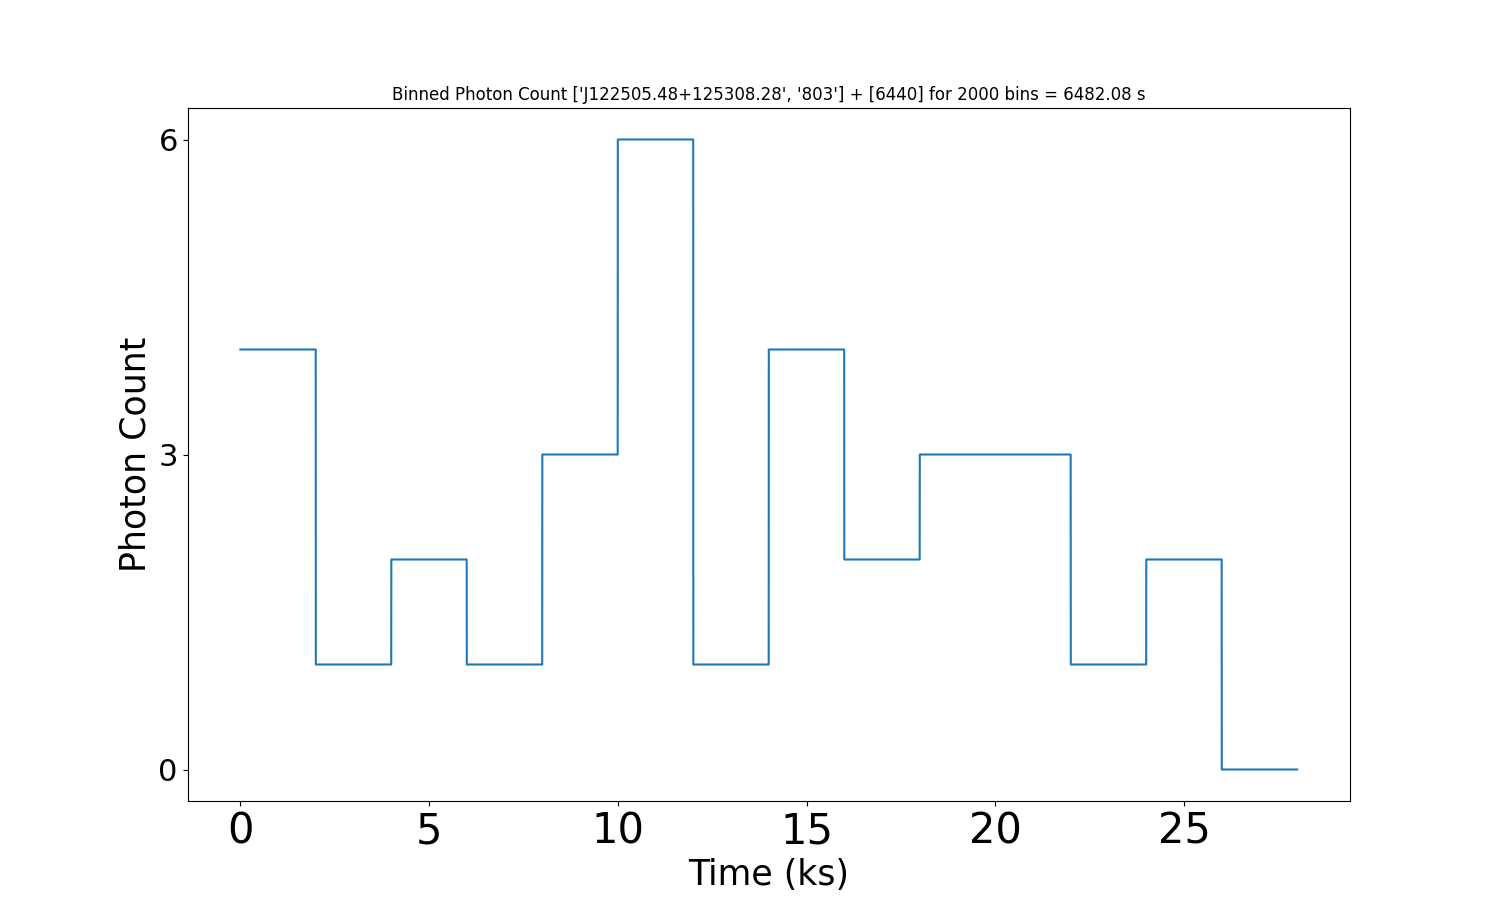 Binned Photon Count ['J122505.48+125308.28', '803'] + [6440] for 2000 bins = 6482.08 s
6
3
0
Photon Count
0 5 10 15 20 25
Time (ks)